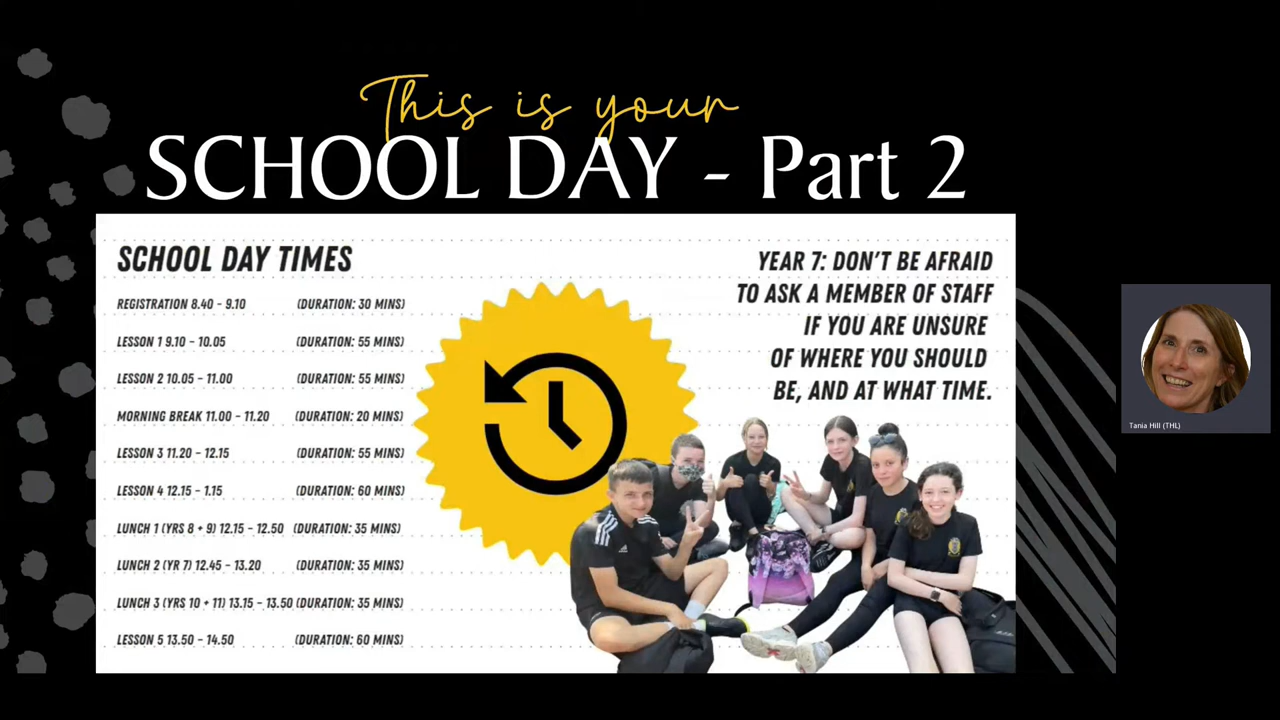 This is your
SCHOOL DAY - Part 2
SCHOOL DAY TIMES
REGISTRATION 8.40 - 9.10 (DURATION: 30 MINS)
LESSON 1 9.10 - 10.05 (DURATION: 55 MINS)
LESSON 2 10.05 - 11.00 (DURATION: 55 MINS)
MORNING BREAK 11.00 - 11.20 (DURATION: 20 MINS)
LESSON 3 11.20 - 12.15 (DURATION: 55 MINS)
LESSON 4 12.15 - 1.15 (DURATION: 60 MINS)
LUNCH 1 (YRS 8 + 9) 12.15 - 12.50 (DURATION: 35 MINS)
LUNCH 2 (YR 7) 12.45 - 13.20 (DURATION: 35 MINS)
LUNCH 3 (YRS 10 + 11) 13.15 - 13.50 (DURATION: 35 MINS)
LESSON 5 13.50 - 14.50 (DURATION: 60 MINS)
YEAR 7: DON'T BE AFRAID
TO ASK A MEMBER OF STAFF
IF YOU ARE UNSURE
OF WHERE YOU SHOULD
BE, AND AT WHAT TIME.
Tania Hill (THL)